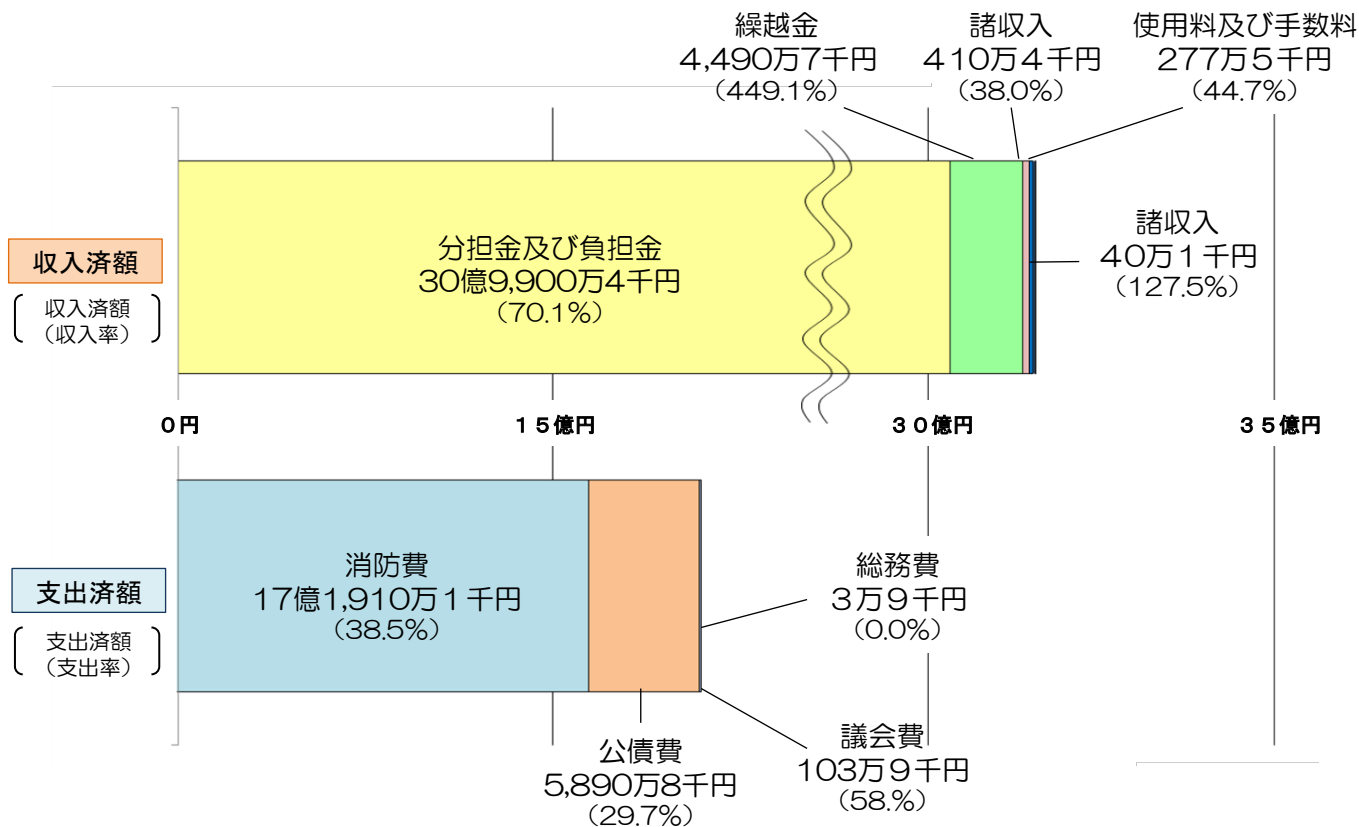 繰越金
4,490万7千円
(449.1%)
諸収入
410万4千円
(38.0%)
使用料及び手数料
277万5千円
(44.7%)
諸収入
40万1千円
(127.5%)
分担金及び負担金
30億9,900万4千円
(70.1%)
収入済額
収入済額
(収入率)
0円
15億円
30億円
35億円
消防費
17億1,910万1千円
(38.5%)
総務費
3万9千円
(0.0%)
支出済額
支出済額
(支出率)
公債費
5,890万8千円
(29.7%)
議会費
103万9千円
(58.%)